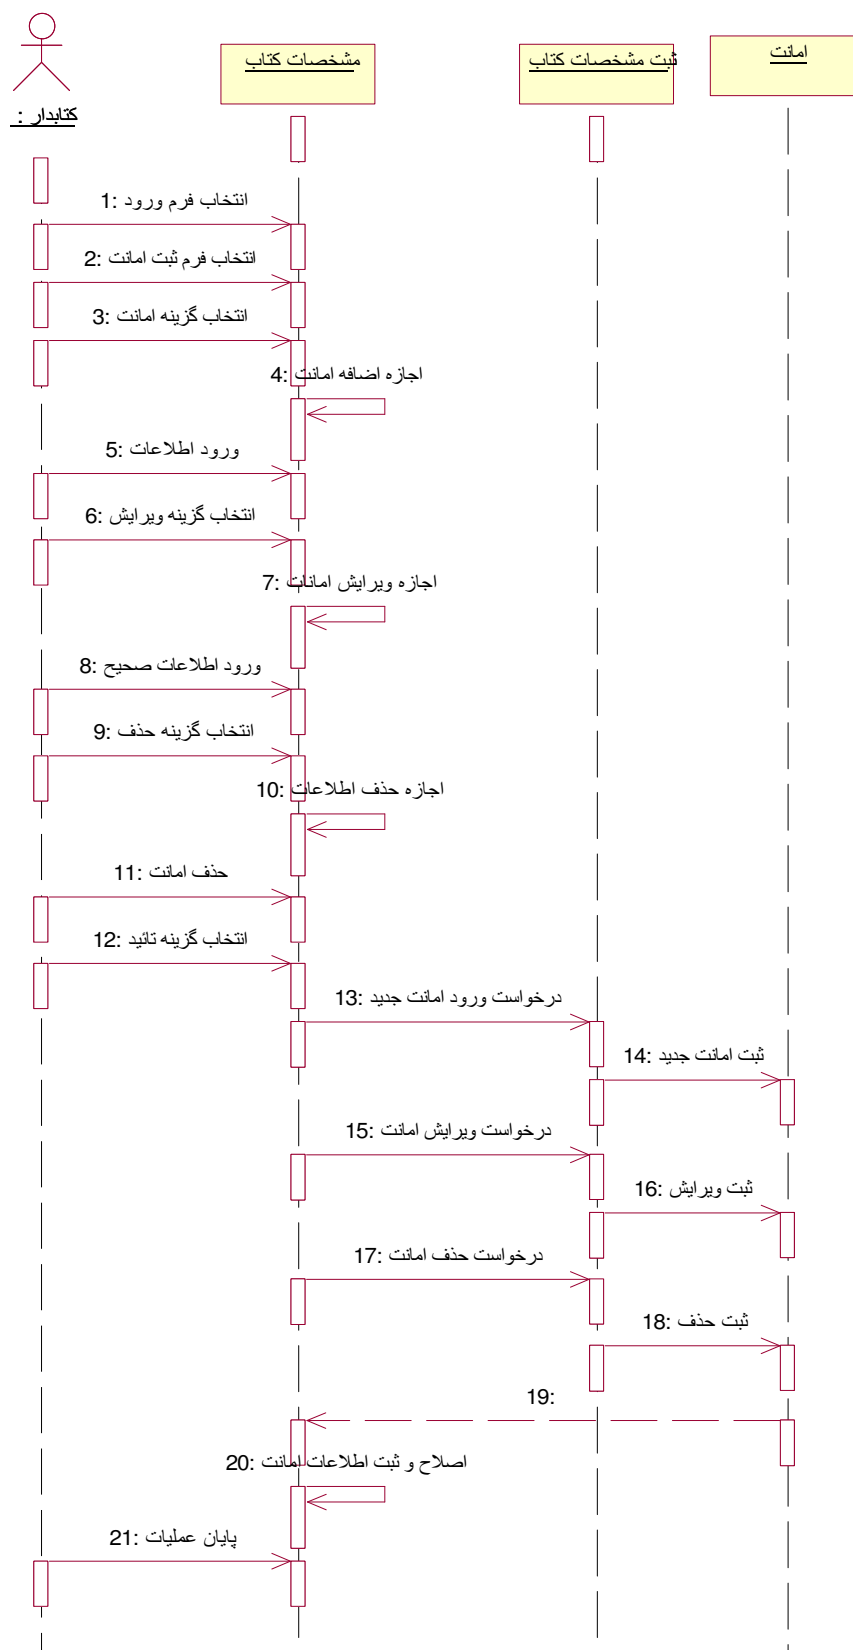 مشخصات کتاب
ثبت مشخصات کتاب
امانت
کتابدار :
1: انتخاب فرم ورود
2: انتخاب فرم ثبت امانت
3: انتخاب گزینه امانت
4: اجازه اضافه امانت
5: ورود اطلاعات
6: انتخاب گزینه ویرایش
7: اجازه ویرایش امانات
8: ورود اطلاعات صحیح
9: انتخاب گزینه حذف
10: اجازه حذف اطلاعات
11: حذف امانت
12: انتخاب گزینه تائید
13: درخواست ورود امانت جدید
14: ثبت امانت جدید
15: درخواست ویرایش امانت
16: ثبت ویرایش
17: درخواست حذف امانت
18: ثبت حذف
19:
20: اصلاح و ثبت اطلاعات امانت
21: پایان عملیات